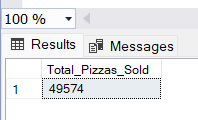 100 %
Results Messages
Total_Pizzas_Sold
1 49574